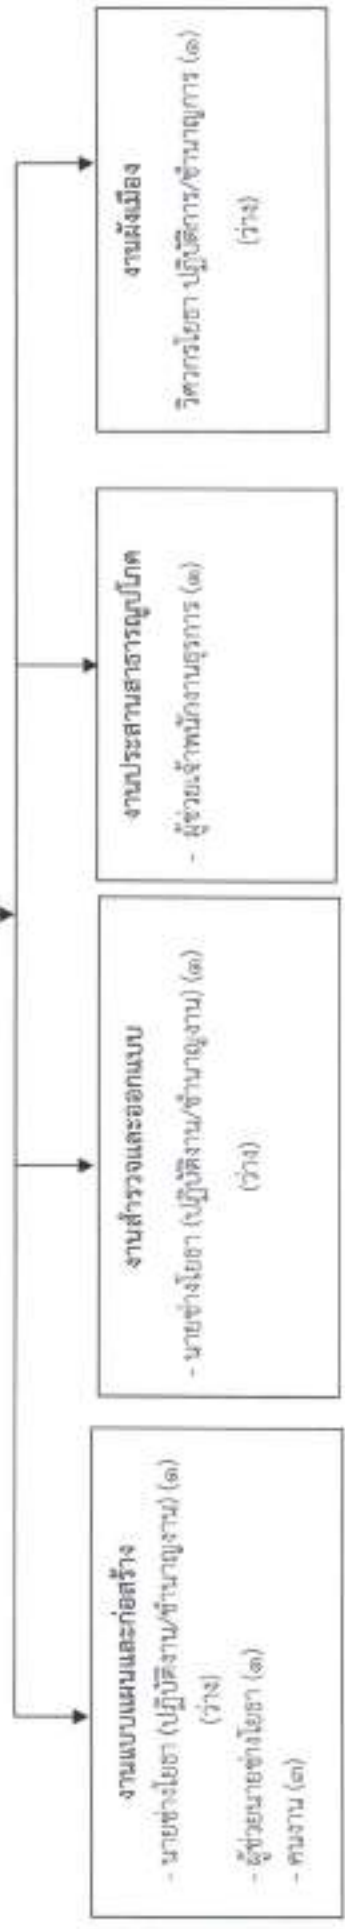 งานแบบแผนและก่อสร้าง
- นายช่างโยธา (ปฏิบัติงาน/ชำนาญงาน) (๑)
(ว่าง)
- ผู้ช่วยนายช่างโยธา (๑)
- คนงาน (๓)
งานสำรวจและออกแบบ
- นายช่างโยธา (ปฏิบัติงาน/ชำนาญงาน) (๑)
(ว่าง)
งานประสานสาธารณูปโภค
- ผู้ช่วยเจ้าพนักงานธุรการ (๑)
งานผังเมือง
วิศวกรโยธา ปฏิบัติการ/ชำนาญการ (๑)
(ว่าง)